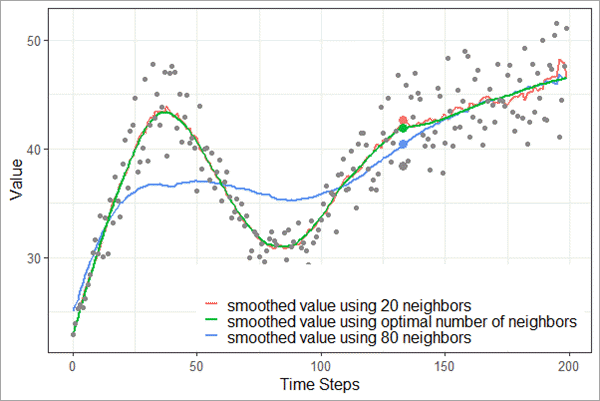 50
40
30
Value
smoothed value using 20 neighbors
smoothed value using optimal number of neighbors
smoothed value using 80 neighbors
0 50 100 150 200
Time Steps